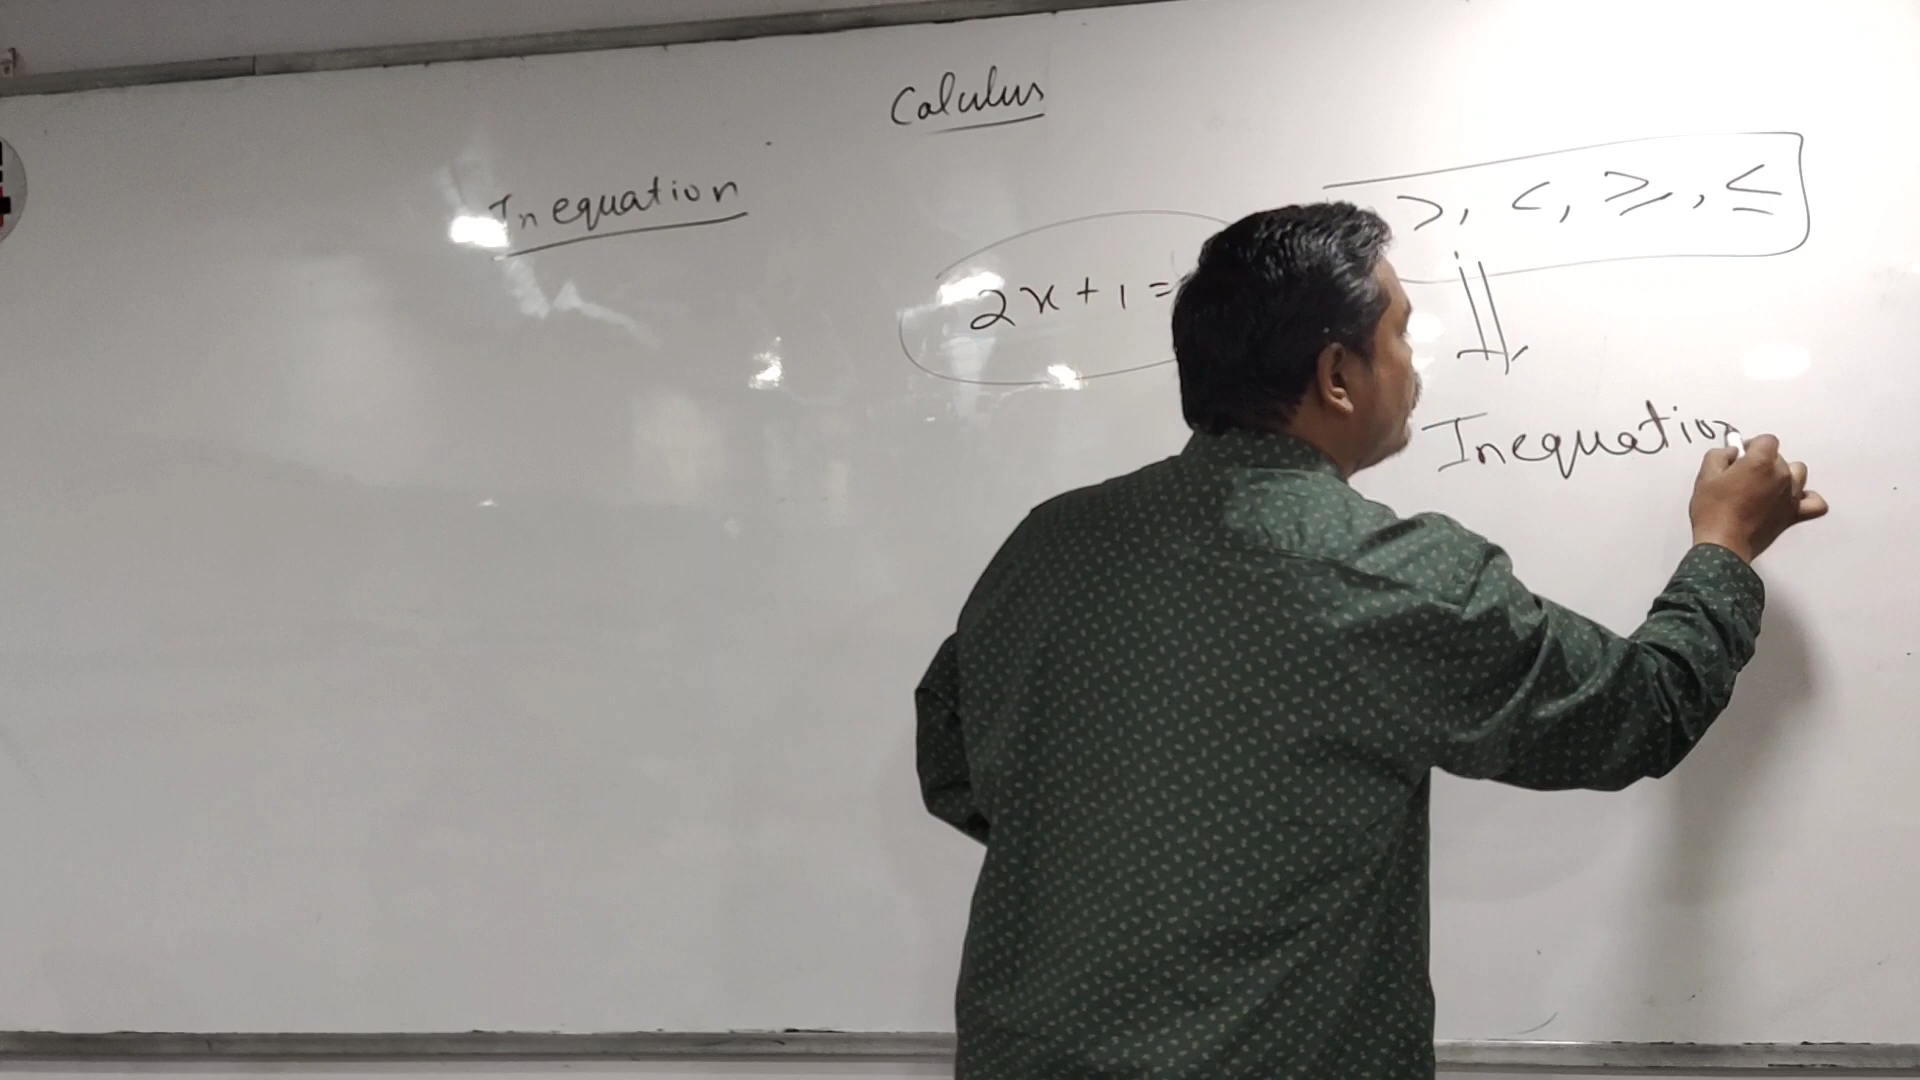 Calculus
Inequation
>, <, ≥, ≤
2x+1=
Inequation